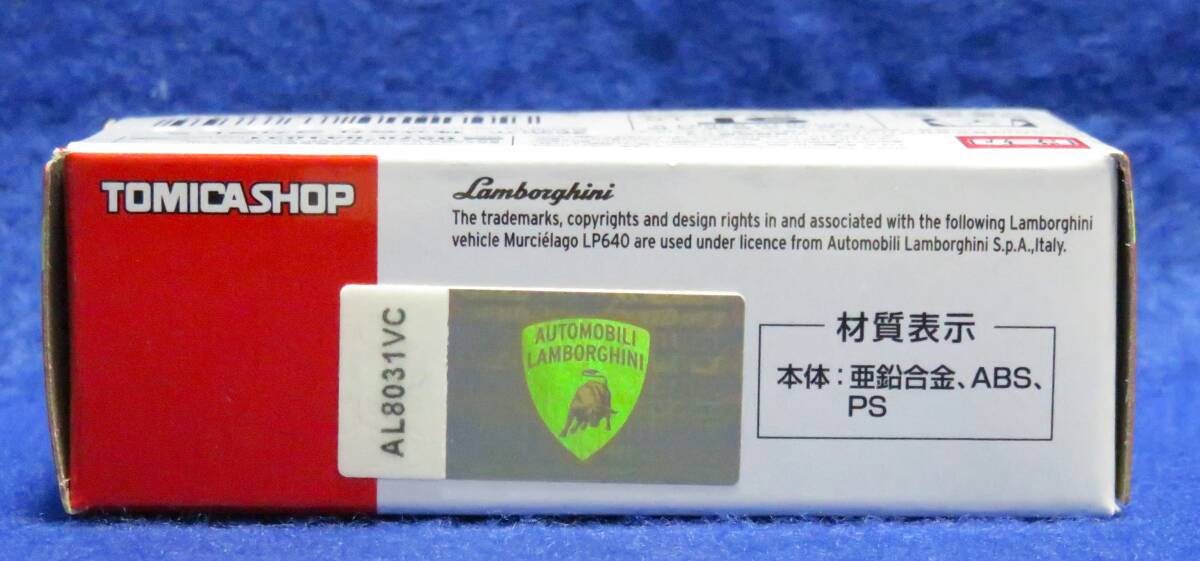 TOMICASHOP
Lamborghini
The trademarks, copyrights and design rights in and associated with the following Lamborghini
vehicle Murciélago LP640 are used under licence from Automobili Lamborghini S.p.A.,Italy.
AL8031VC
AUTOMOBILI
LAMBORGHINI
材質表示
本体：亜鉛合金、ABS、
PS